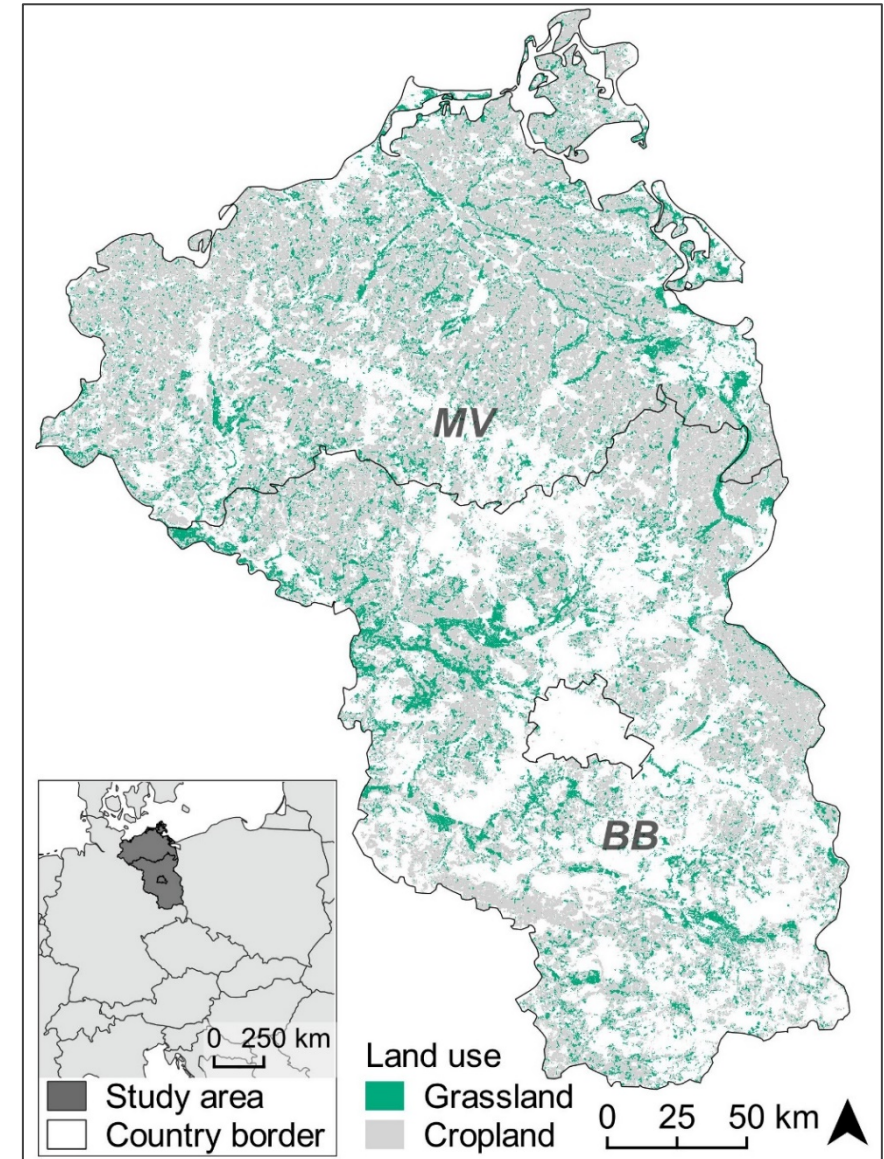 MV
BB
0 250 km
Study area
Country border
Land use
Grassland
Cropland
0 25 50 km